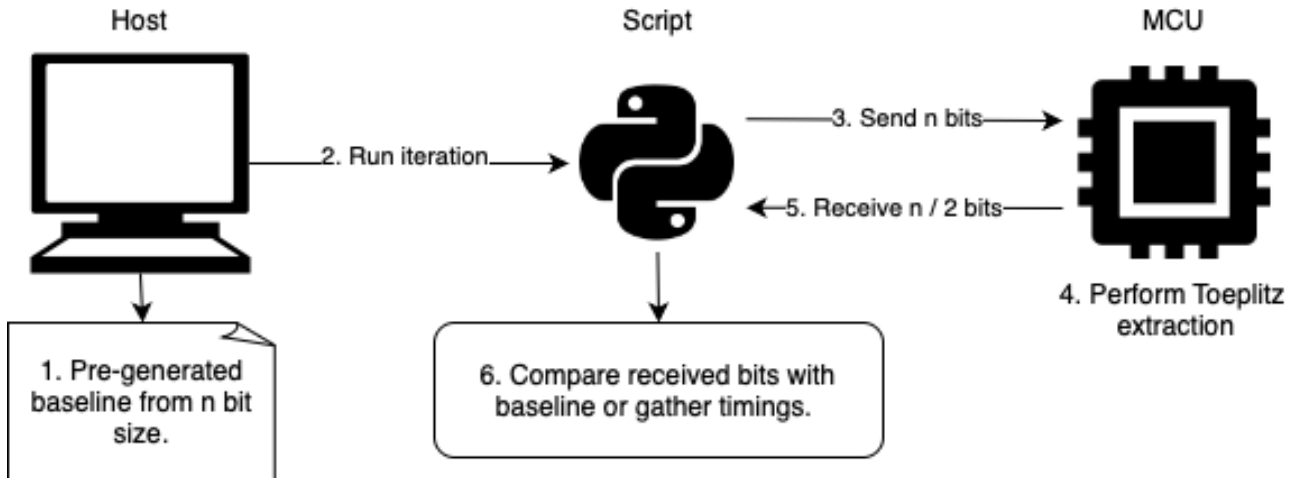 Host
Script
MCU
2. Run iteration
3. Send n bits
5. Receive n / 2 bits
4. Perform Toeplitz
extraction
1. Pre-generated
baseline from n bit
size.
6. Compare received bits with
baseline or gather timings.